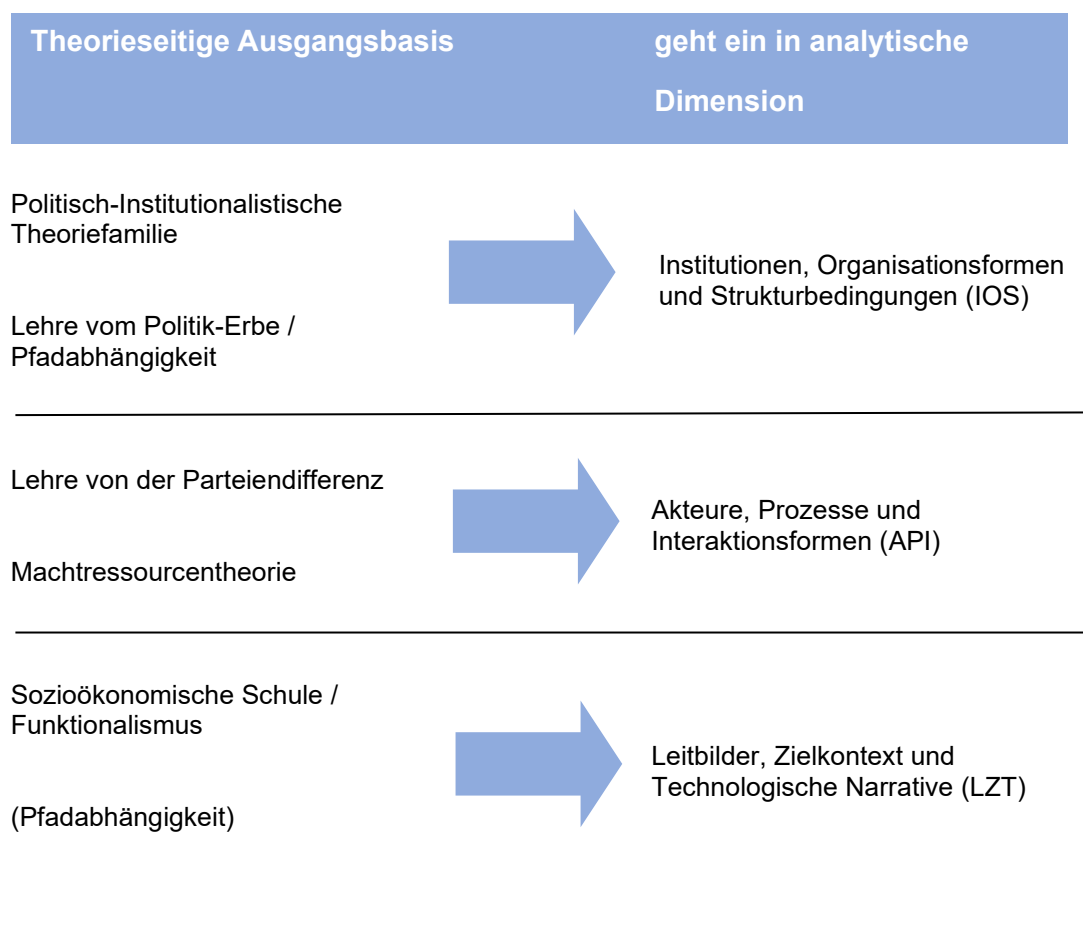 Theorieseitige Ausgangsbasis
geht ein in analytische
Dimension
Politisch-Institutionalistische
Theoriefamilie
Lehre vom Politik-Erbe /
Pfadabhängigkeit
Institutionen, Organisationsformen
und Strukturbedingungen (IOS)
Lehre von der Parteiendifferenz
Machtressourcentheorie
Akteure, Prozesse und
Interaktionsformen (API)
Sozioökonomische Schule /
Funktionalismus
(Pfadabhängigkeit)
Leitbilder, Zielkontext und
Technologische Narrative (LZT)